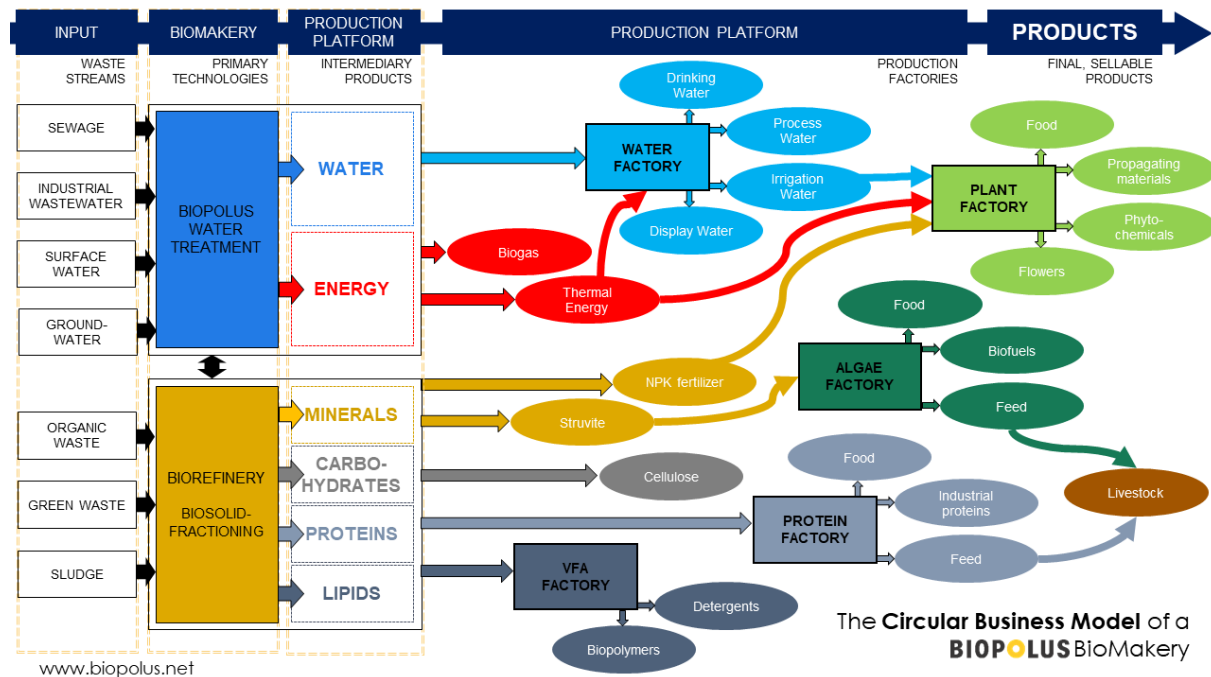 INPUT
BIOMAKERY
PRODUCTION
PLATFORM
PRODUCTION PLATFORM
PRODUCTS
WASTE
STREAMS
PRIMARY
TECHNOLOGIES
INTERMEDIARY
PRODUCTS
PRODUCTION
FACTORIES
FINAL, SELLABLE
PRODUCTS
SEWAGE
INDUSTRIAL
WASTEWATER
SURFACE
WATER
GROUND-
WATER
ORGANIC
WASTE
GREEN WASTE
SLUDGE
BIOPOLUS
WATER
TREATMENT
BIOREFINERY
BIOSOLID-
FRACTIONING
WATER
ENERGY
MINERALS
CARBO-
HYDRATES
PROTEINS
LIPIDS
Drinking
Water
WATER
FACTORY
Process
Water
Irrigation
Water
Display Water
Biogas
Thermal
Energy
NPK fertilizer
Struvite
Cellulose
VFA
FACTORY
Detergents
Biopolymers
Food
PLANT
FACTORY
Propagating
materials
Phyto-
chemicals
Flowers
Food
ALGAE
FACTORY
Biofuels
Feed
Food
PROTEIN
FACTORY
Industrial
proteins
Feed
Livestock
The Circular Business Model of a
BIOPOLUS BioMakery
www.biopolus.net